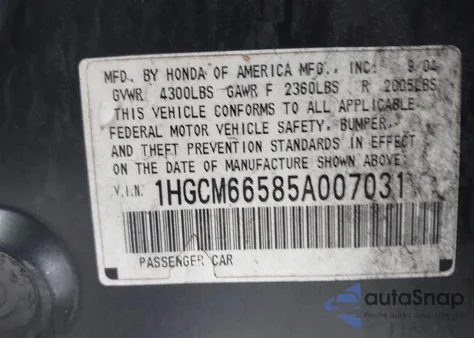 MFD. BY HONDA OF AMERICA MFG., INC. 9/04
GVWR 4300LBS GAWR F 2360LBS R 2005LBS
THIS VEHICLE CONFORMS TO ALL APPLICABLE
FEDERAL MOTOR VEHICLE SAFETY, BUMPER,
AND THEFT PREVENTION STANDARDS IN EFFECT
ON THE DATE OF MANUFACTURE SHOWN ABOVE.
V.I.N. 1HGCM66585A007031
PASSENGER CAR
autaSnap